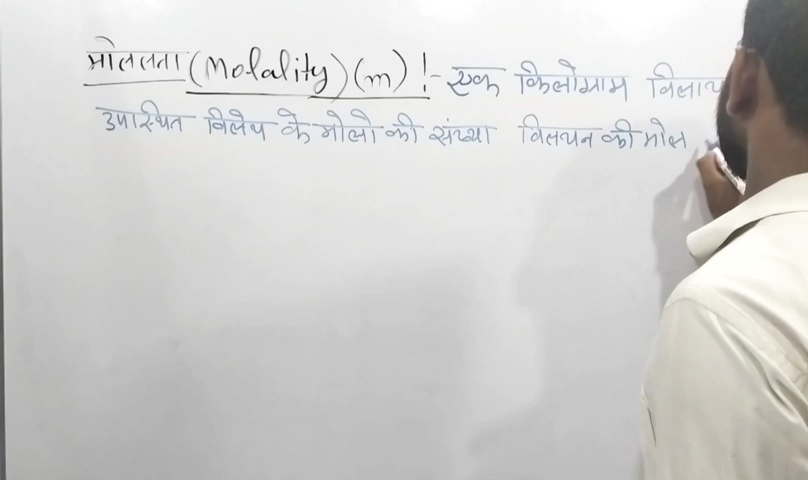 मोललता (Molality) (m) !- एक किलोग्राम विलाय
उपस्थित विलेय के मोलो की संख्या विलयन की मोल